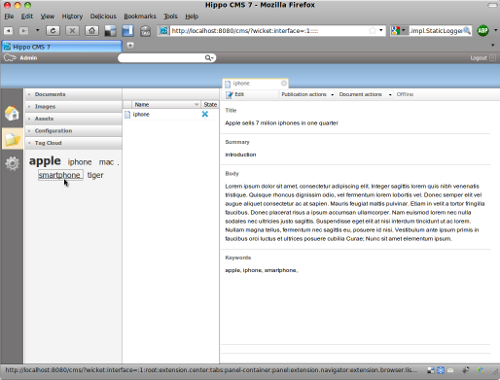 Hippo CMS 7 - Mozilla Firefox
File Edit View History Delicious Bookmarks Tools Help
http://localhost:8080/cms/?wicket:interface=:1::::
.impl.StaticLogger
ABP
Hippo CMS 7
Admin
Logout
iphone
Documents
Images
Assets
Configuration
Tag Cloud
apple iphone mac .
smartphone tiger
Name State
iphone
Edit Publication actions Document actions Offline
Title
Apple sells 7 milion iphones in one quarter
Summary
Introduction
Body
Lorem ipsum dolor sit amet, consectetur adipiscing elit. Integer sagittis lorem quis nibh venenatis
tristique. Quisque rhoncus dignissim odio, vel fermentum lorem lobortis vel. Donec semper elit vel
augue aliquet consectetur ac at sapien. Mauris feugiat mattis pulvinar. Etiam in velit a tortor fringilla
faucibus. Donec placerat risus a ipsum accumsan ullamcorper. Nam euismod lorem nec nulla
sodales nec ultricies justo sagittis. Suspendisse eget elit at nisi interdum tincidunt ut ac lorem.
Nullam magna tellus, fermentum nec sagittis eu, posuere id nisi. Vestibulum ante ipsum primis in
faucibus orci luctus et ultrices posuere cubilia Curae; Nunc sit amet elementum ipsum.
Keywords
apple, iphone, smartphone,
http://localhost:8080/cms/?wicket:interface=:1:root:extension.center:tabs:panel-container:panel:extension.navigator:extension.browser:lis...